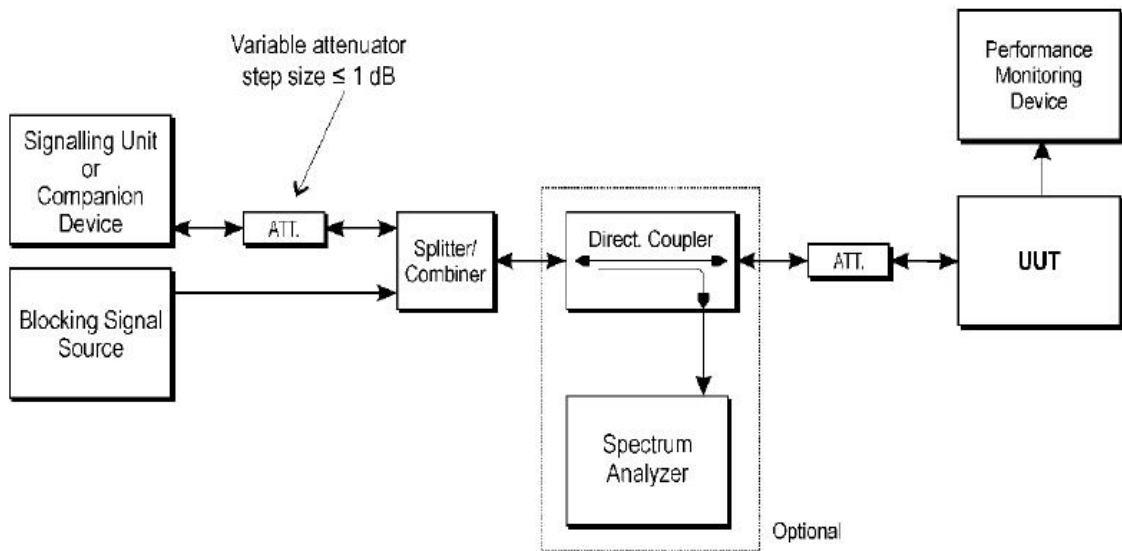 Variable attenuator
step size ≤ 1 dB
Signalling Unit
or
Companion
Device
ATT.
Splitter/
Combiner
Blocking Signal
Source
Direct. Coupler
Spectrum
Analyzer
Optional
ATT.
Performance
Monitoring
Device
UUT